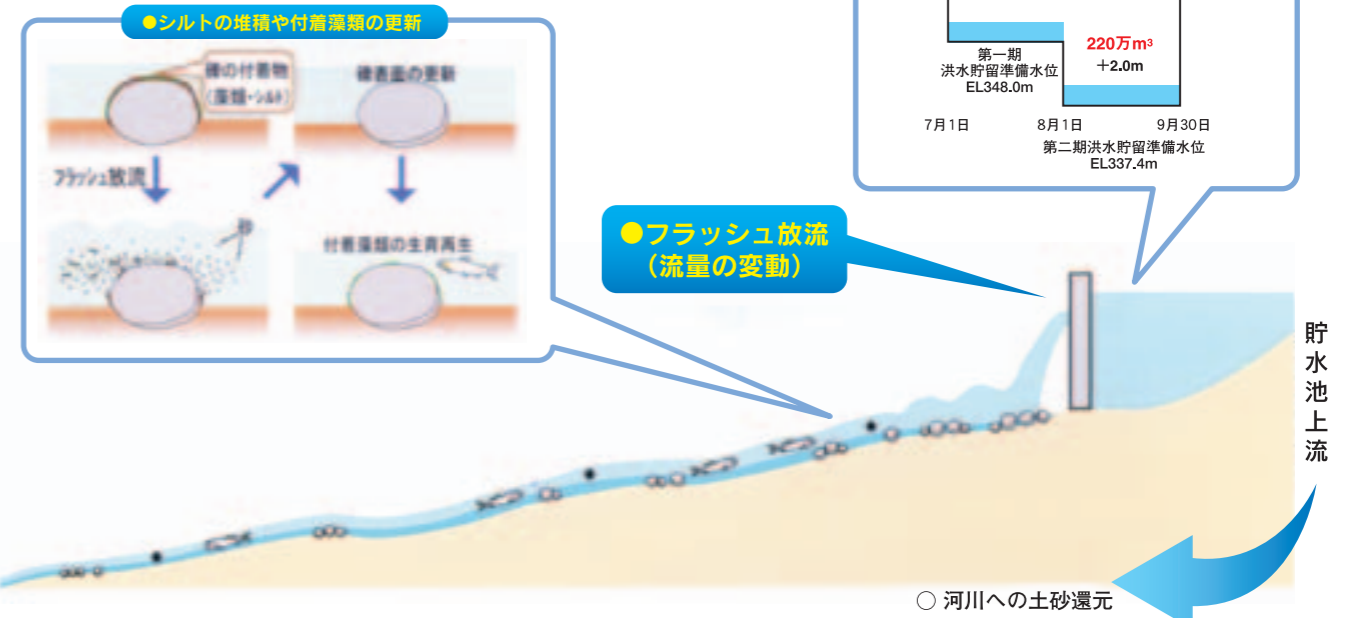 ●シルトの堆積や付着藻類の更新
礫の付着物
(藻類・シルト)
礫表面の更新
フラッシュ放流
砂
付着藻類の生育再生
第一期
洪水貯留準備水位
EL348.0m
220万m³
+2.0m
7月1日
8月1日
9月30日
第二期洪水貯留準備水位
EL337.4m
●フラッシュ放流
(流量の変動)
貯水池上流
○ 河川への土砂還元